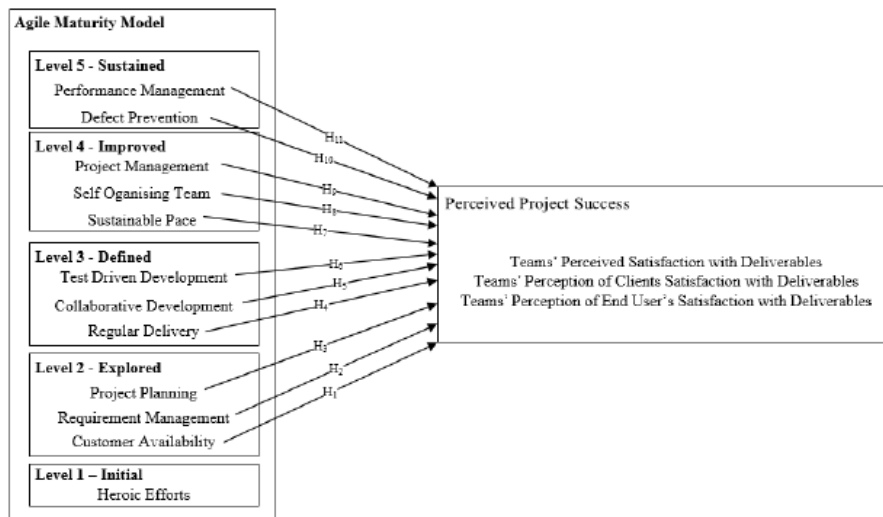 Agile Maturity Model
Level 5 - Sustained
Performance Management
Defect Prevention
Level 4 - Improved
Project Management
Self Oganising Team
Sustainable Pace
Level 3 - Defined
Test Driven Development
Collaborative Development
Regular Delivery
Level 2 - Explored
Project Planning
Requirement Management
Customer Availability
Level 1 – Initial
Heroic Efforts
H11
H10
H9
H8
H7
H6
H5
H4
H3
H2
H1
Perceived Project Success
Teams' Perceived Satisfaction with Deliverables
Teams' Perception of Clients Satisfaction with Deliverables
Teams' Perception of End User's Satisfaction with Deliverables